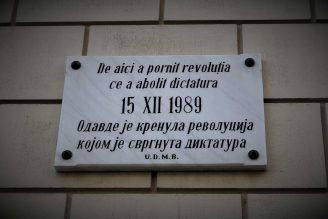 De aici a pornit revoluția
ce a abolit dictatura
15 XII 1989
Одавде је кренула револуција
којом је свргнута диктатура
U.D.M.B.